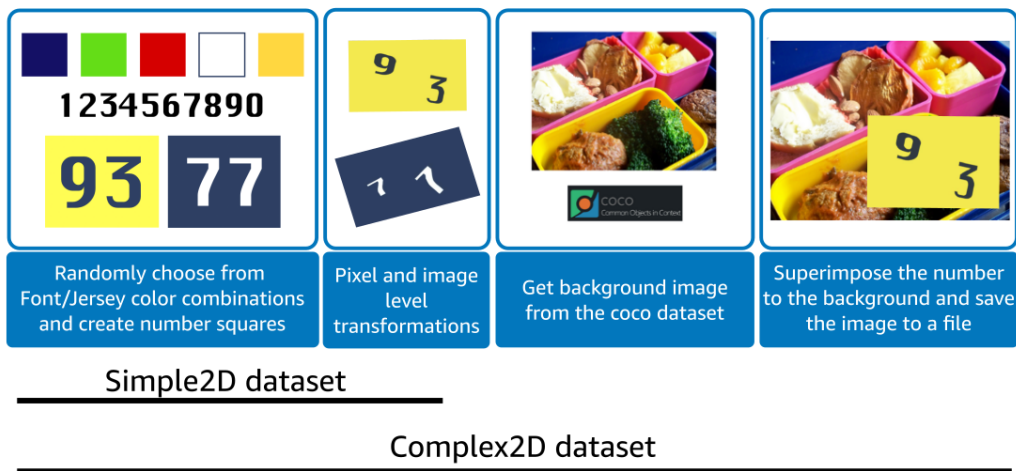 1234567890
93
77
9
3
7
7
COCO
Common Objects in Context
9
3
Randomly choose from
Font/Jersey color combinations
and create number squares
Pixel and image
level
transformations
Get background image
from the coco dataset
Superimpose the number
to the background and save
the image to a file
Simple2D dataset
Complex2D dataset